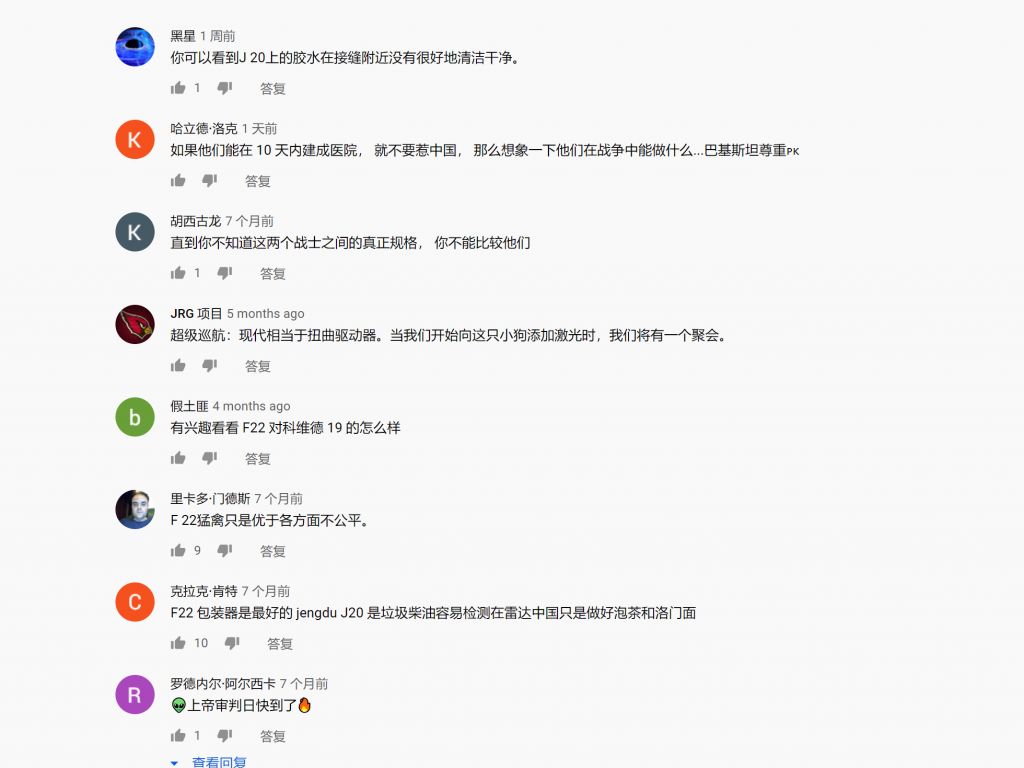 黑星 1 周前
你可以看到J 20上的胶水在接缝附近没有很好地清洁干净。
1 答复
K
哈立德·洛克 1 天前
如果他们能在 10 天内建成医院， 就不要惹中国， 那么想象一下他们在战争中能做什么...巴基斯坦尊重PK
答复
K
胡西古龙 7 个月前
直到你不知道这两个战士之间的真正规格， 你不能比较他们
1 答复
JRG 项目 5 months ago
超级巡航：现代相当于扭曲驱动器。当我们开始向这只小狗添加激光时，我们将有一个聚会。
答复
b
假土匪 4 months ago
有兴趣看看 F22 对科维德 19 的怎么样
答复
里卡多·门德斯 7 个月前
F 22猛禽只是优于各方面不公平。
9 答复
C
克拉克·肯特 7 个月前
F22 包装器是最好的 jengdu J20 是垃圾柴油容易检测在雷达中国只是做好泡茶和洛门面
10 答复
R
罗德内尔·阿尔西卡 7 个月前
👽上帝审判日快到了🔥
1 答复
查看回复